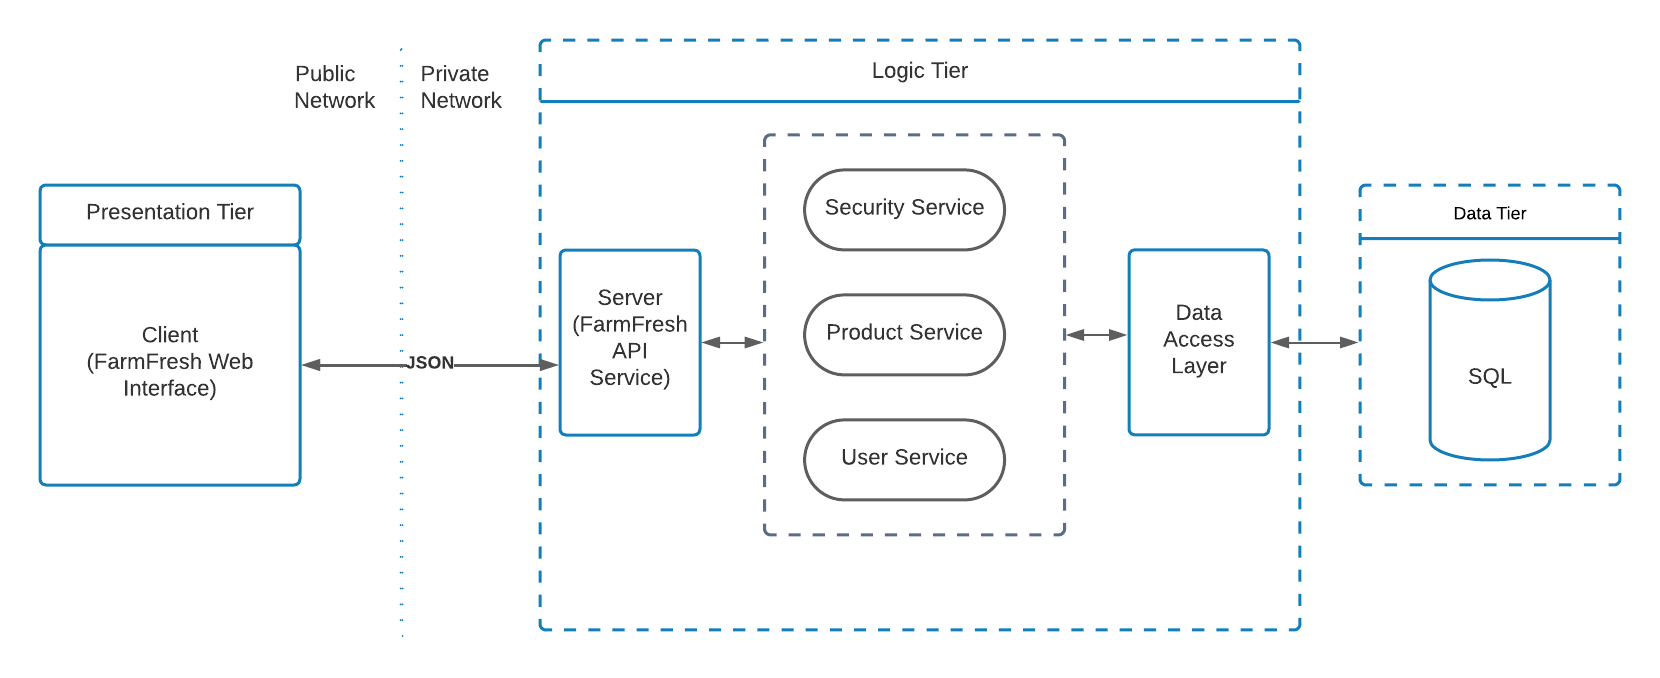 Public
Network
Private
Network
Logic Tier
Presentation Tier
Client
(FarmFresh Web
Interface)
JSON
Server
(FarmFresh
API
Service)
Security Service
Product Service
User Service
Data
Access
Layer
Data Tier
SQL